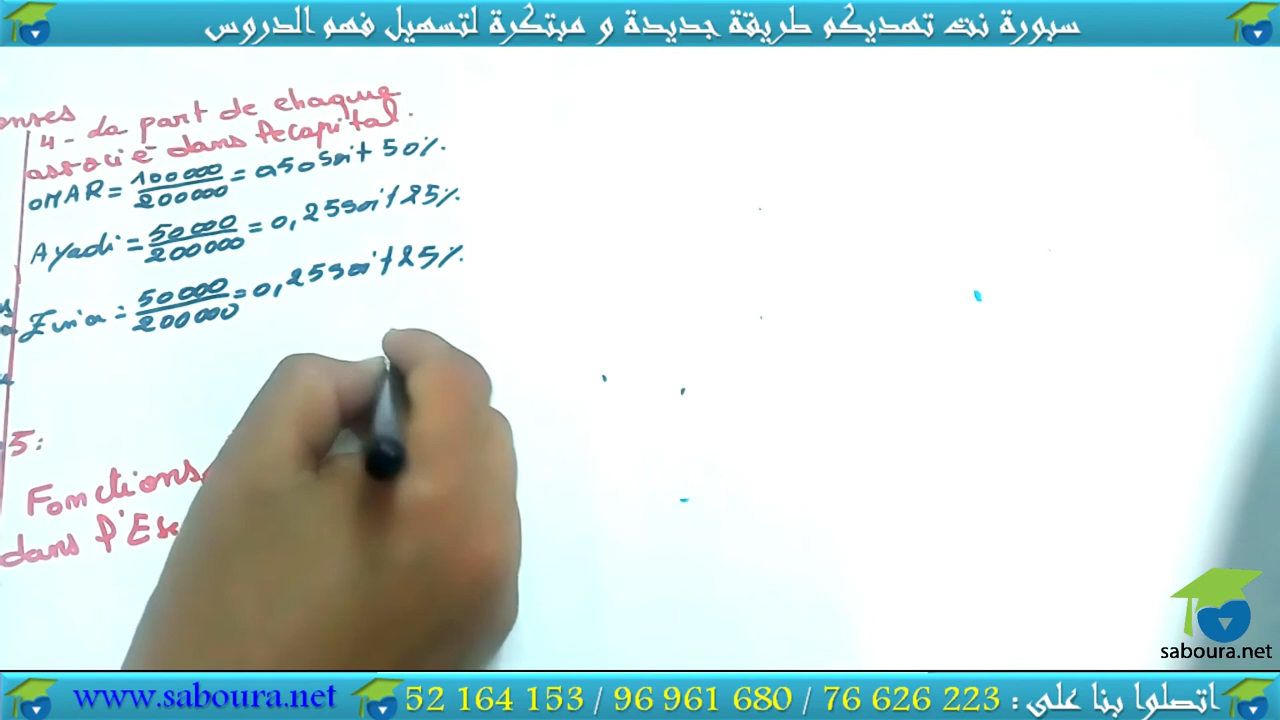 سبورة نت تهديكم طريقة جديدة و مبتكرة لتسهيل فهم الدروس
onses
4 - La part de chaque
associé dans le capital.
OMAR = 100000 / 200000 = 0,50 soit 50%.
Ayadi = 50000 / 200000 = 0,25 soit 25%.
= 50000 / 200000 = 0,25 soit 25%.
5:
Fonctions
dans l'Ese
saboura.net
www.saboura.net
52 164 153 / 96 961 680 / 76 626 223 : اتصلوا بنا على